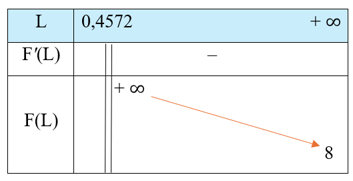 L 0,4572 + ∞
F'(L) –
+ ∞
F(L)
8